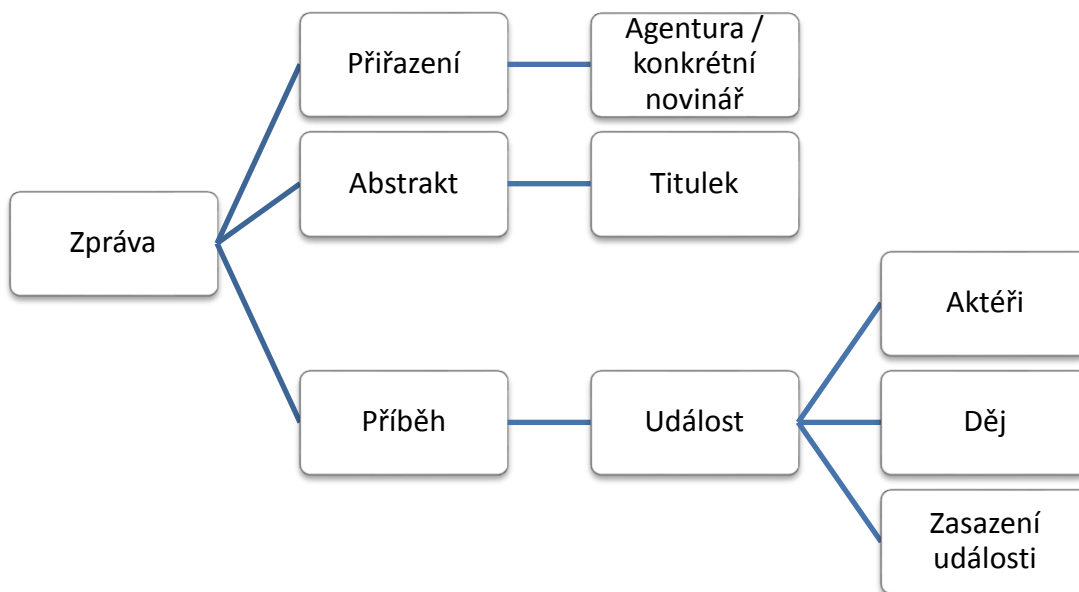 Přiřazení
Agentura /
konkrétní
novinář
Abstrakt
Titulek
Zpráva
Aktéři
Příběh
Událost
Děj
Zasazení
události